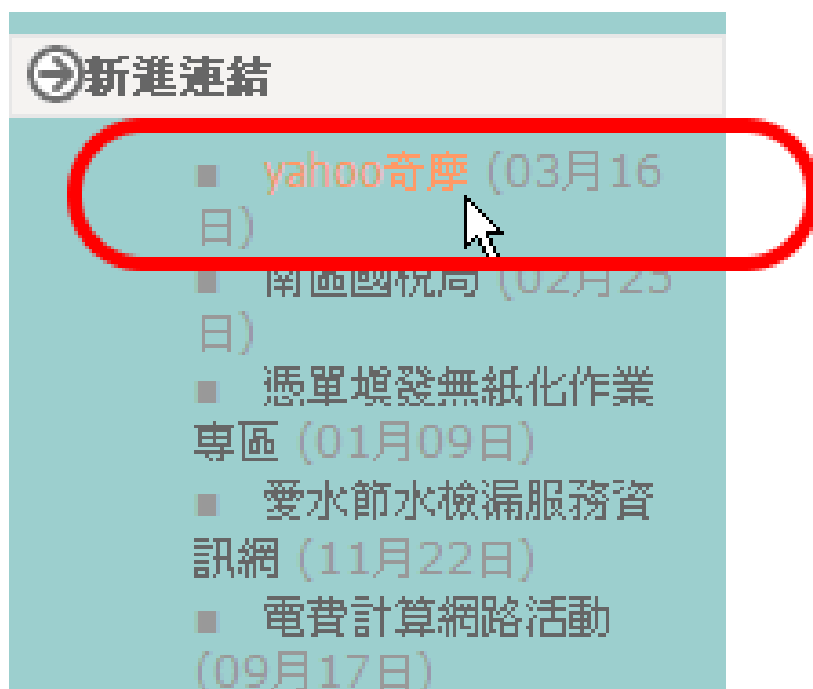 新進連結
yahoo奇摩 (03月16
日)
南區國稅局 (02月25
日)
憑單填發無紙化作業
專區 (01月09日)
愛水節水檢漏服務資
訊網 (11月22日)
電費計算網路活動
(09月17日)